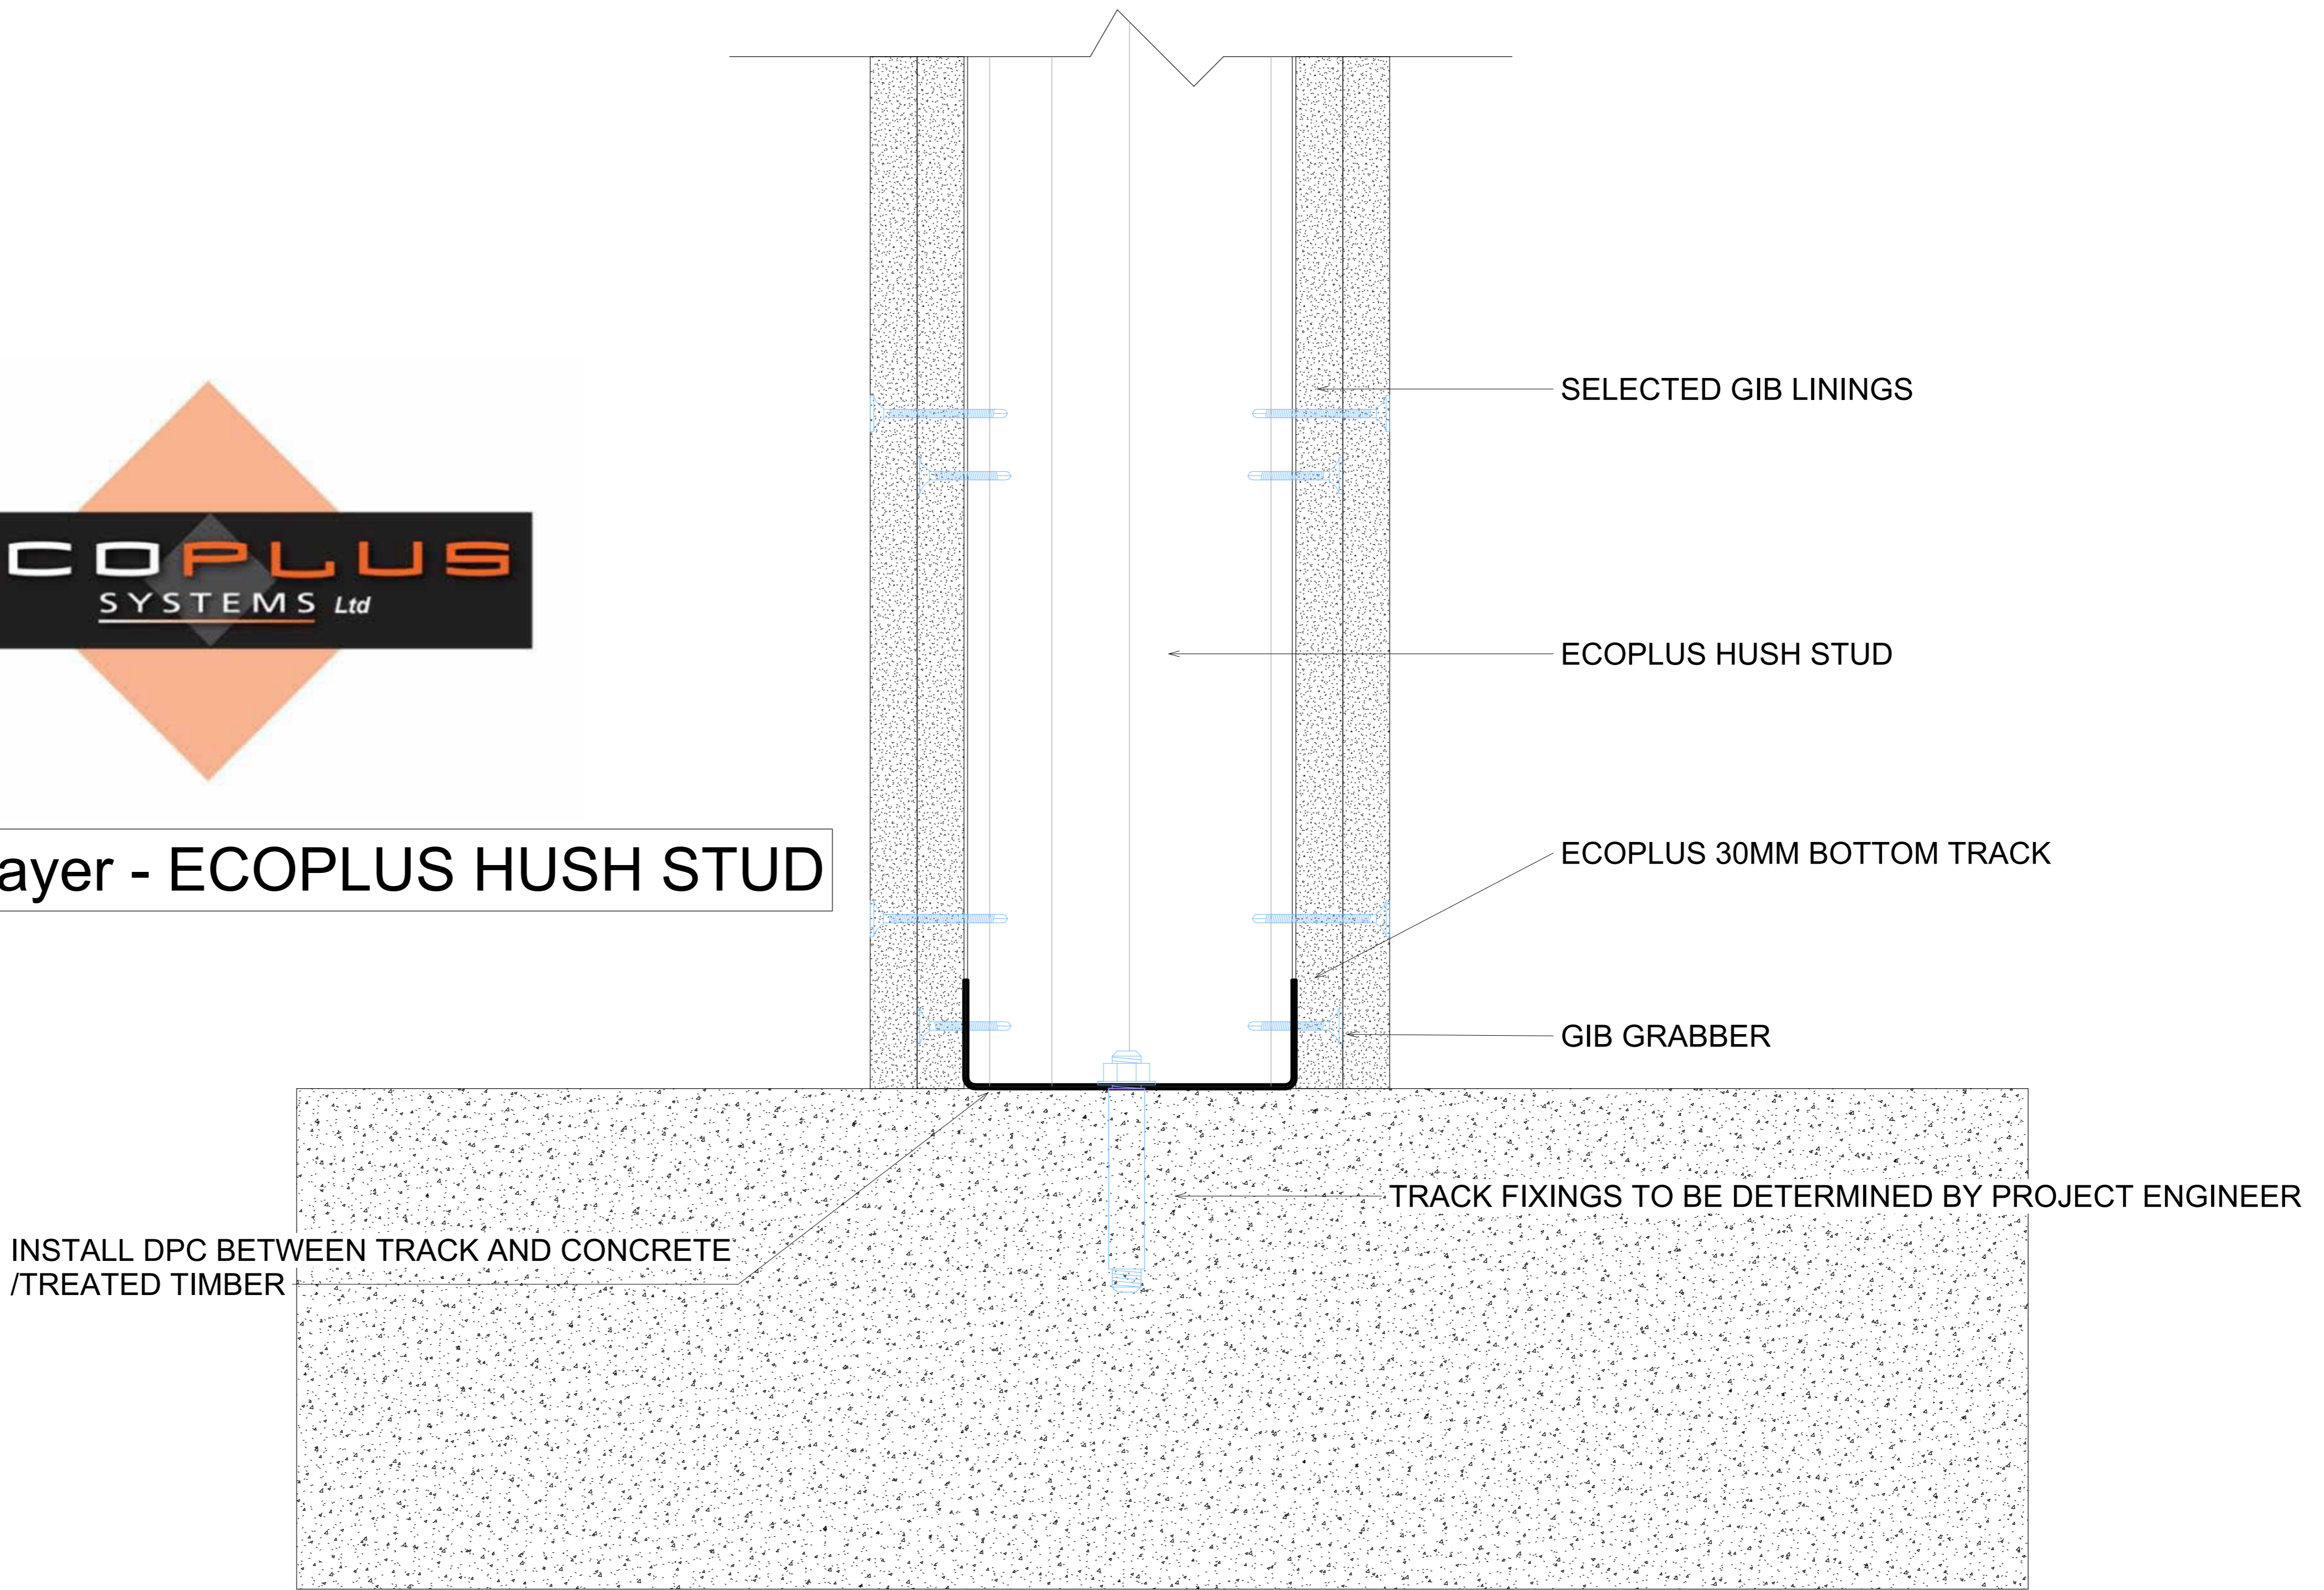 SELECTED GIB LININGS
COPLUS
SYSTEMS Ltd
ECOPLUS HUSH STUD
ayer - ECOPLUS HUSH STUD
ECOPLUS 30MM BOTTOM TRACK
GIB GRABBER
TRACK FIXINGS TO BE DETERMINED BY PROJECT ENGINEER
INSTALL DPC BETWEEN TRACK AND CONCRETE
/TREATED TIMBER